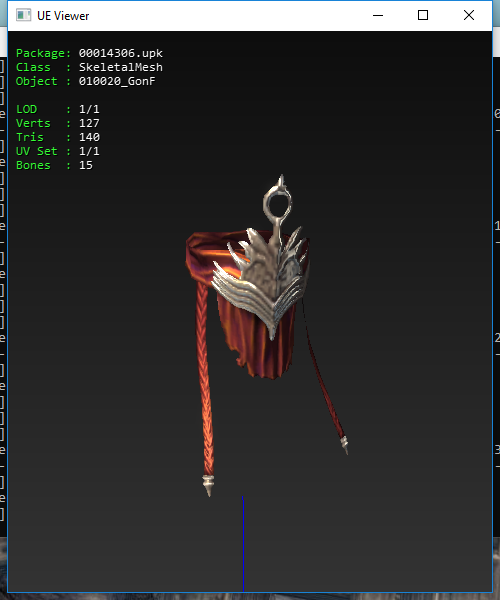 UE Viewer
Package: 00014306.upk
Class : SkeletalMesh
Object : 010020_GonF
LOD : 1/1
Verts : 127
Tris : 140
UV Set : 1/1
Bones : 15